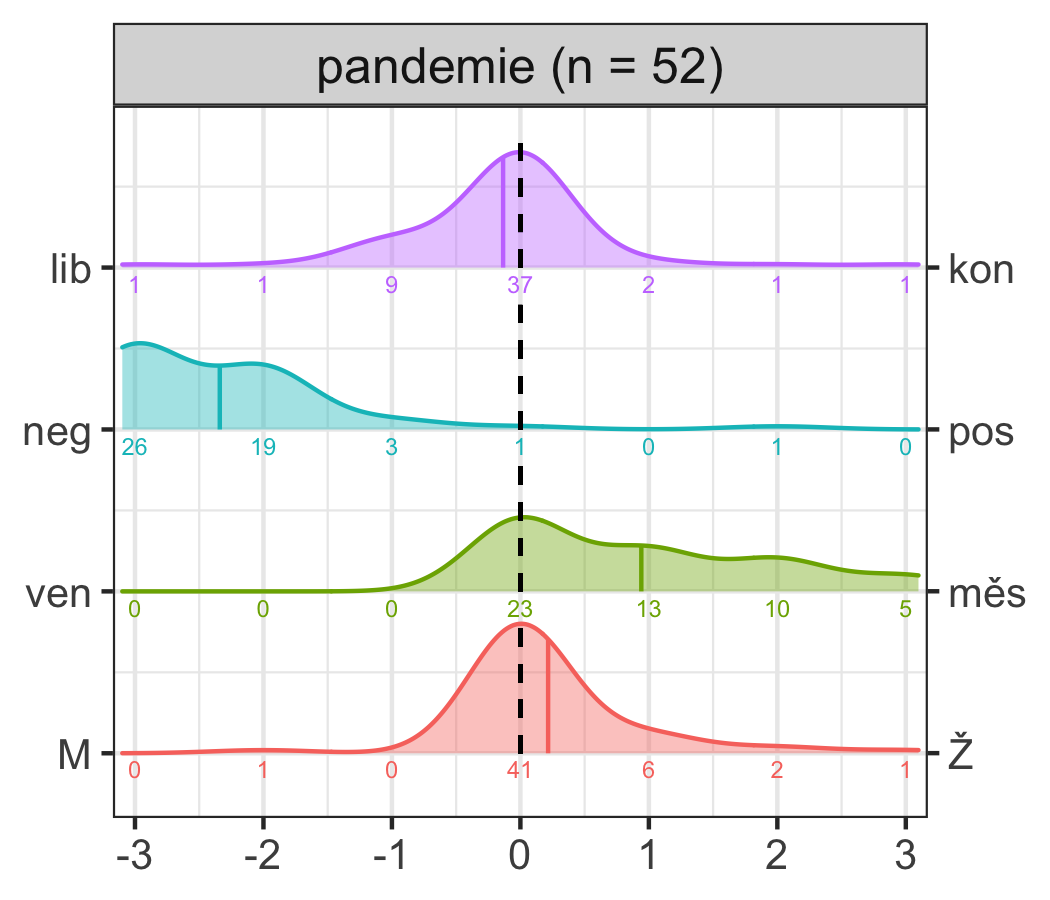 pandemie (n = 52)
lib kon
1 1 9 37 2 1 1
neg pos
26 19 3 1 0 1 0
ven měs
0 0 0 23 13 10 5
M Ž
0 1 0 41 6 2 1
-3 -2 -1 0 1 2 3